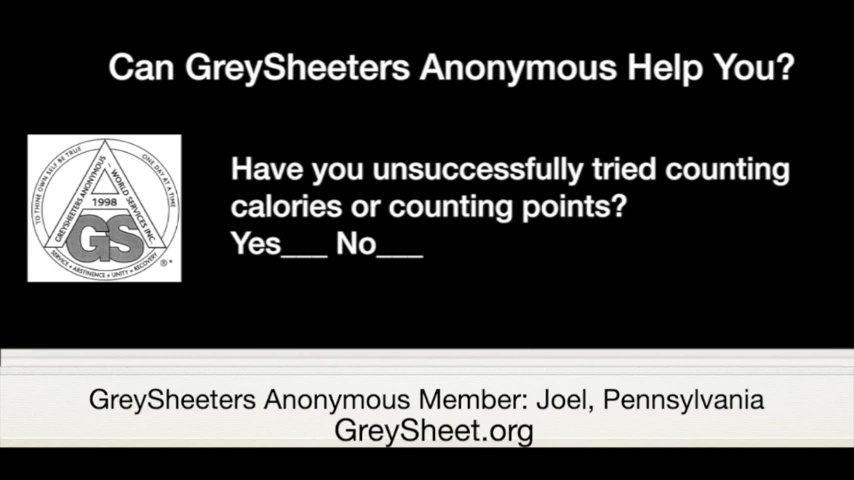 Can GreySheeters Anonymous Help You?
TO THINE OWN SELF BE TRUE
ONE DAY AT A TIME
GREYSHEETERS ANONYMOUS
WORLD SERVICES INC.
1998
GS
SERVICE • ABSTINENCE • UNITY • RECOVERY
®
Have you unsuccessfully tried counting
calories or counting points?
Yes___ No___
GreySheeters Anonymous Member: Joel, Pennsylvania
GreySheet.org